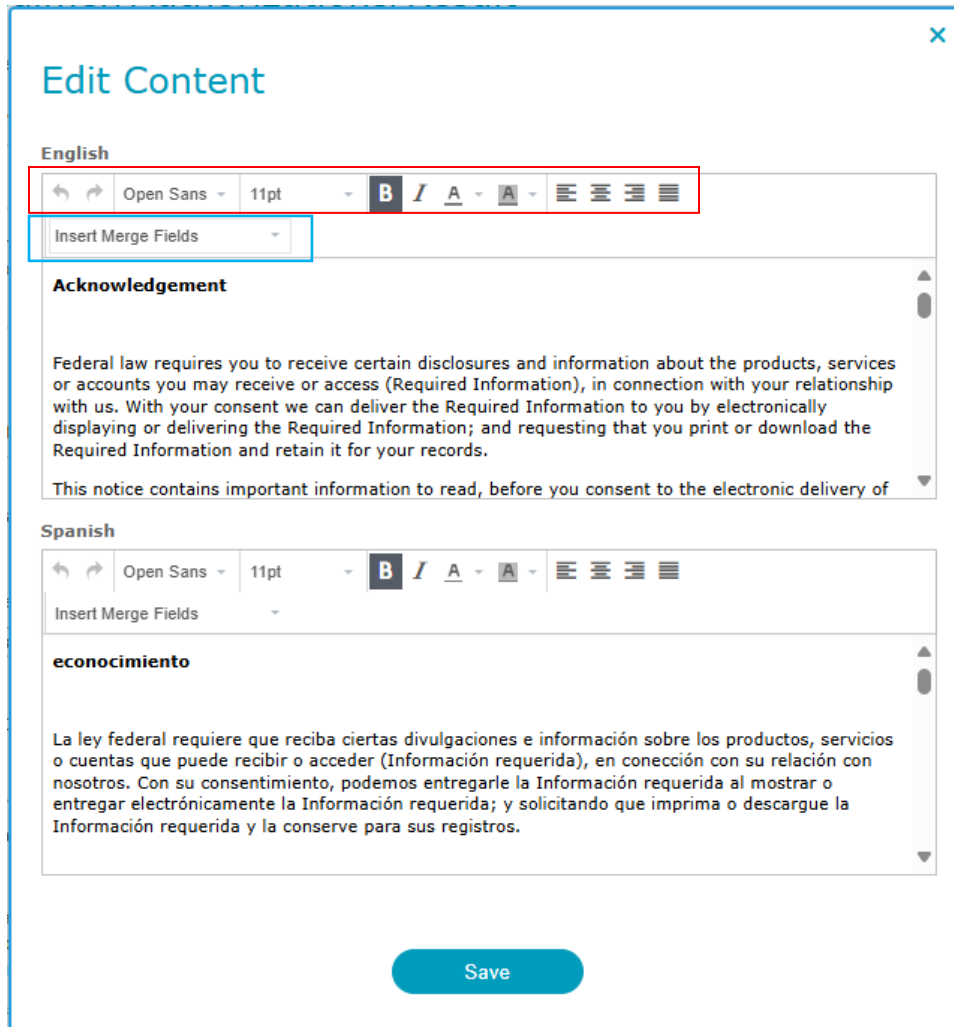 Edit Content
English
Open Sans 11pt B I A A
Insert Merge Fields
Acknowledgement
Federal law requires you to receive certain disclosures and information about the products, services
or accounts you may receive or access (Required Information), in connection with your relationship
with us. With your consent we can deliver the Required Information to you by electronically
displaying or delivering the Required Information; and requesting that you print or download the
Required Information and retain it for your records.
This notice contains important information to read, before you consent to the electronic delivery of
Spanish
Open Sans 11pt B I A A
Insert Merge Fields
econocimiento
La ley federal requiere que reciba ciertas divulgaciones e información sobre los productos, servicios
o cuentas que puede recibir o acceder (Información requerida), en conección con su relación con
nosotros. Con su consentimiento, podemos entregarle la Información requerida al mostrar o
entregar electrónicamente la Información requerida; y solicitando que imprima o descargue la
Información requerida y la conserve para sus registros.
Save